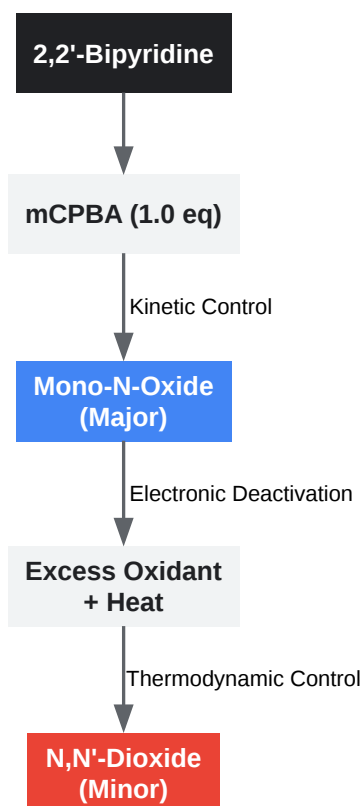 2,2'-Bipyridine
mCPBA (1.0 eq)
Kinetic Control
Mono-N-Oxide
(Major)
Electronic Deactivation
Excess Oxidant
+ Heat
Thermodynamic Control
N,N'-Dioxide
(Minor)